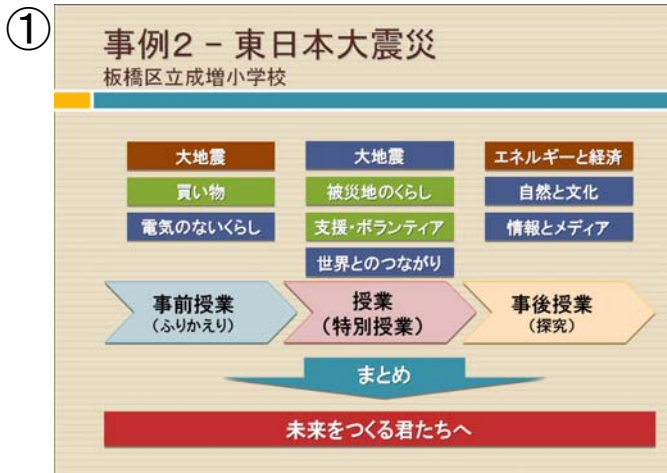 ①
事例2 – 東日本大震災
板橋区立成増小学校
大地震
買い物
電気のないくらし
大地震
被災地のくらし
支援・ボランティア
世界とのつながり
エネルギーと経済
自然と文化
情報とメディア
事前授業
(ふりかえり)
授業
(特別授業)
事後授業
(探究)
まとめ
未来をつくる君たちへ